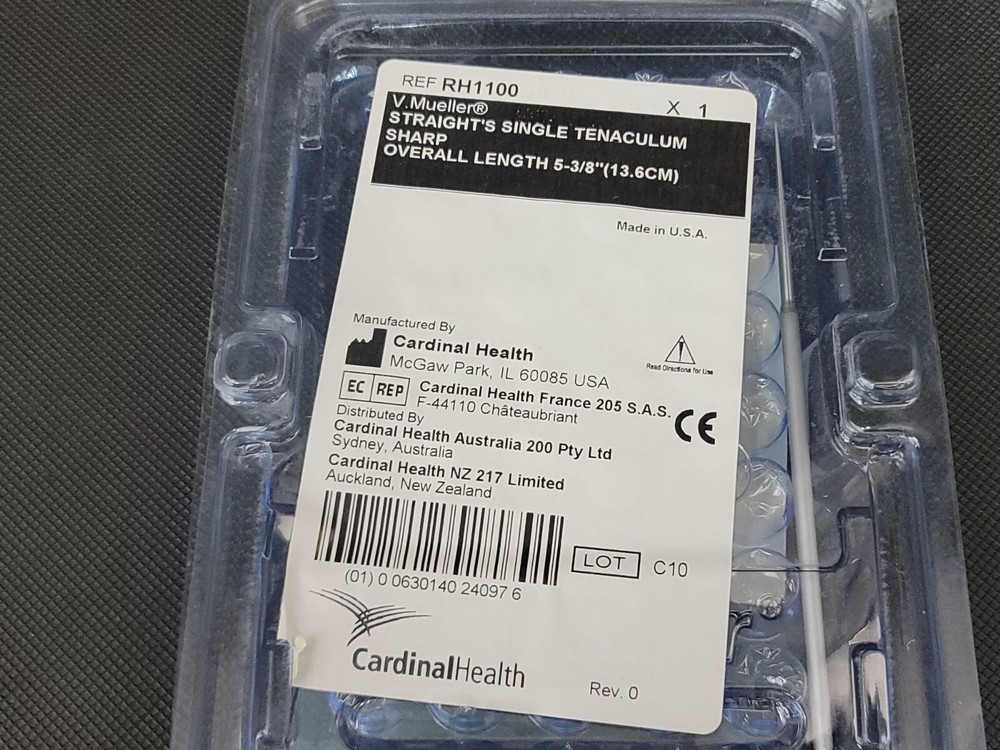 REF RH1100
X 1
V.Mueller®
STRAIGHT'S SINGLE TENACULUM
SHARP
OVERALL LENGTH 5-3/8"(13.6CM)
Made in U.S.A.
Manufactured By
Cardinal Health
McGaw Park, IL 60085 USA
Read Directions for Use
EC REP
Cardinal Health France 205 S.A.S.
F-44110 Châteaubriant
CE
Distributed By
Cardinal Health Australia 200 Pty Ltd
Sydney, Australia
Cardinal Health NZ 217 Limited
Auckland, New Zealand
LOT C10
(01) 0 0630140 24097 6
CardinalHealth
Rev. 0